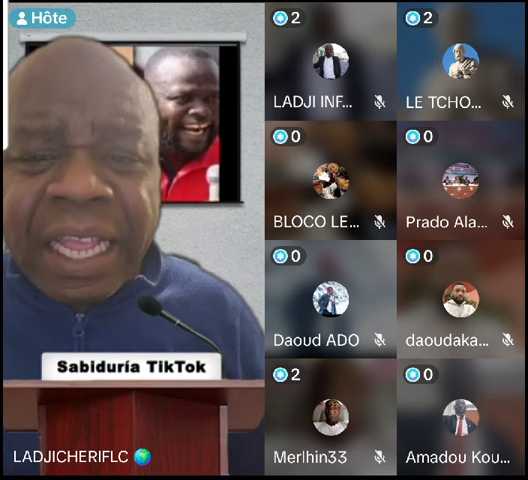 Hôte
Sabiduría TikTok
LADJICHERIFLC
2
LADJI INF...
2
LE TCHO...
0
BLOCO LE...
0
Prado Ala...
0
Daoud ADO
0
daoudaka...
2
Merlhin33
0
Amadou Kou...